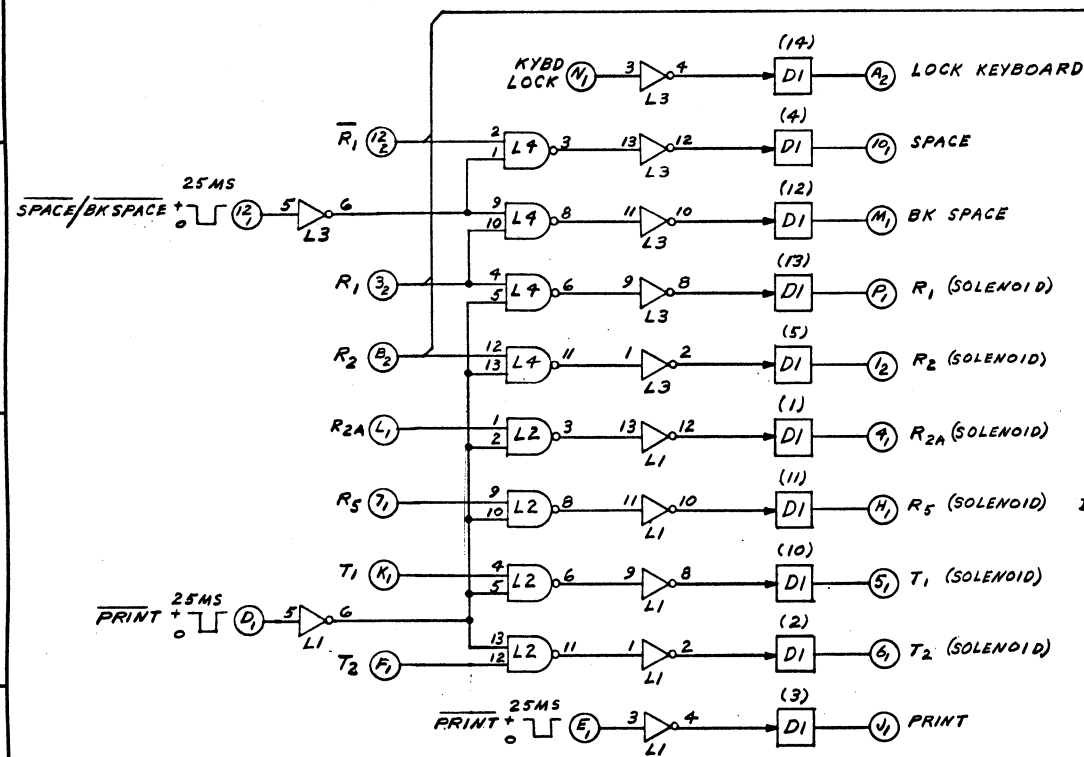 (14)
KYBD LOCK N1 3 4 L3 D1 A2 LOCK KEYBOARD
(4)
R̅1̅ 12 2 2 1 L4 3 13 12 L3 D1 10 1 SPACE
25MS
S̅P̅A̅C̅E̅/B̅K̅S̅P̅A̅C̅E̅ + 0 12 1 5 6 L3
(12)
9 10 L4 8 11 10 L3 D1 M1 BK SPACE
(13)
R1 3 2 4 5 L4 6 9 8 L3 D1 P1 R1 (SOLENOID)
(5)
R2 B2 12 13 L4 11 1 2 L3 D1 1 2 R2 (SOLENOID)
(1)
R2A L1 1 2 L2 3 13 12 L1 D1 4 1 R2A (SOLENOID)
(11)
R5 7 1 9 10 L2 8 11 10 L1 D1 H1 R5 (SOLENOID)
(10)
T1 K1 4 5 L2 6 9 8 L1 D1 5 1 T1 (SOLENOID)
25MS
P̅R̅I̅N̅T̅ + 0 D1 5 6 L1
(2)
T2 F1 13 12 L2 11 1 2 L1 D1 6 1 T2 (SOLENOID)
(3)
25MS
P̅R̅I̅N̅T̅ + 0 E1 3 4 L1 D1 J1 PRINT